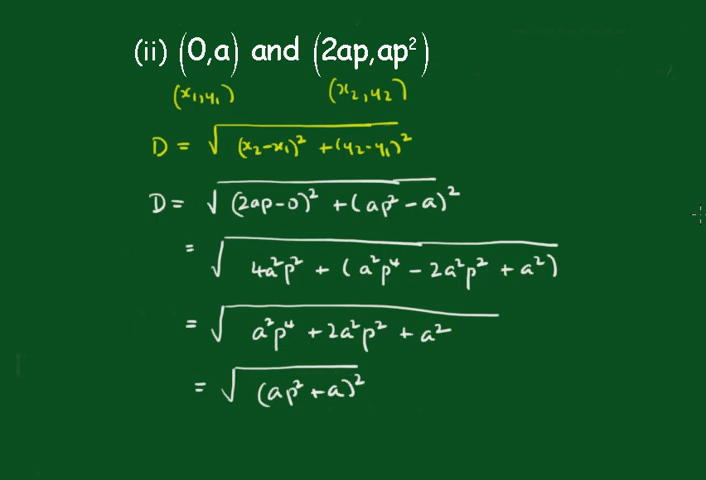 (ii) (0,a) and (2ap,ap²)
(x₁,y₁) (x₂,y₂)
D = √(x₂-x₁)² + (y₂-y₁)²
D = √(2ap-0)² + (ap² - a)²
= √4a²p² + (a²p⁴ - 2a²p² + a²)
= √a²p⁴ + 2a²p² + a²
= √(ap² + a)²